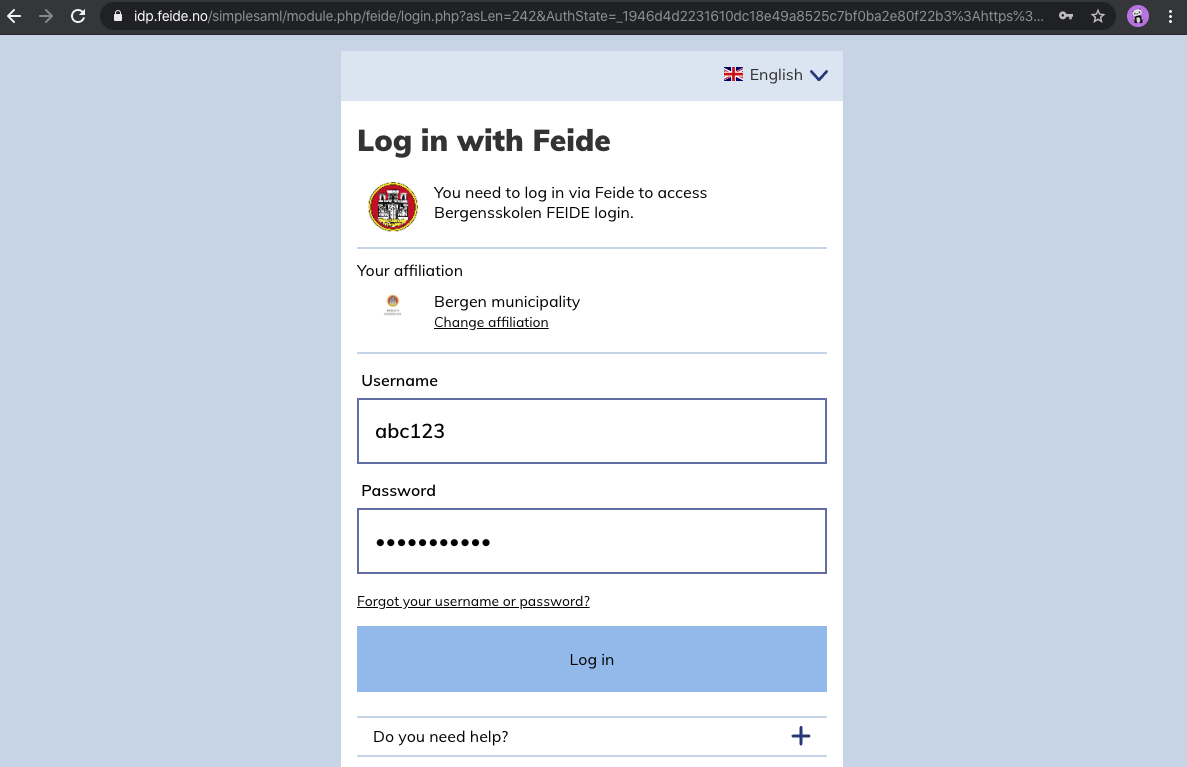 idp.feide.no/simplesaml/module.php/feide/login.php?asLen=242&AuthState=_1946d4d2231610dc18e49a8525c7bf0ba2e80f22b3%3Ahttps%3...
English
Log in with Feide
You need to log in via Feide to access
Bergensskolen FEIDE login.
Your affiliation
Bergen municipality
Change affiliation
Username
abc123
Password
•••••••••••
Forgot your username or password?
Log in
Do you need help?